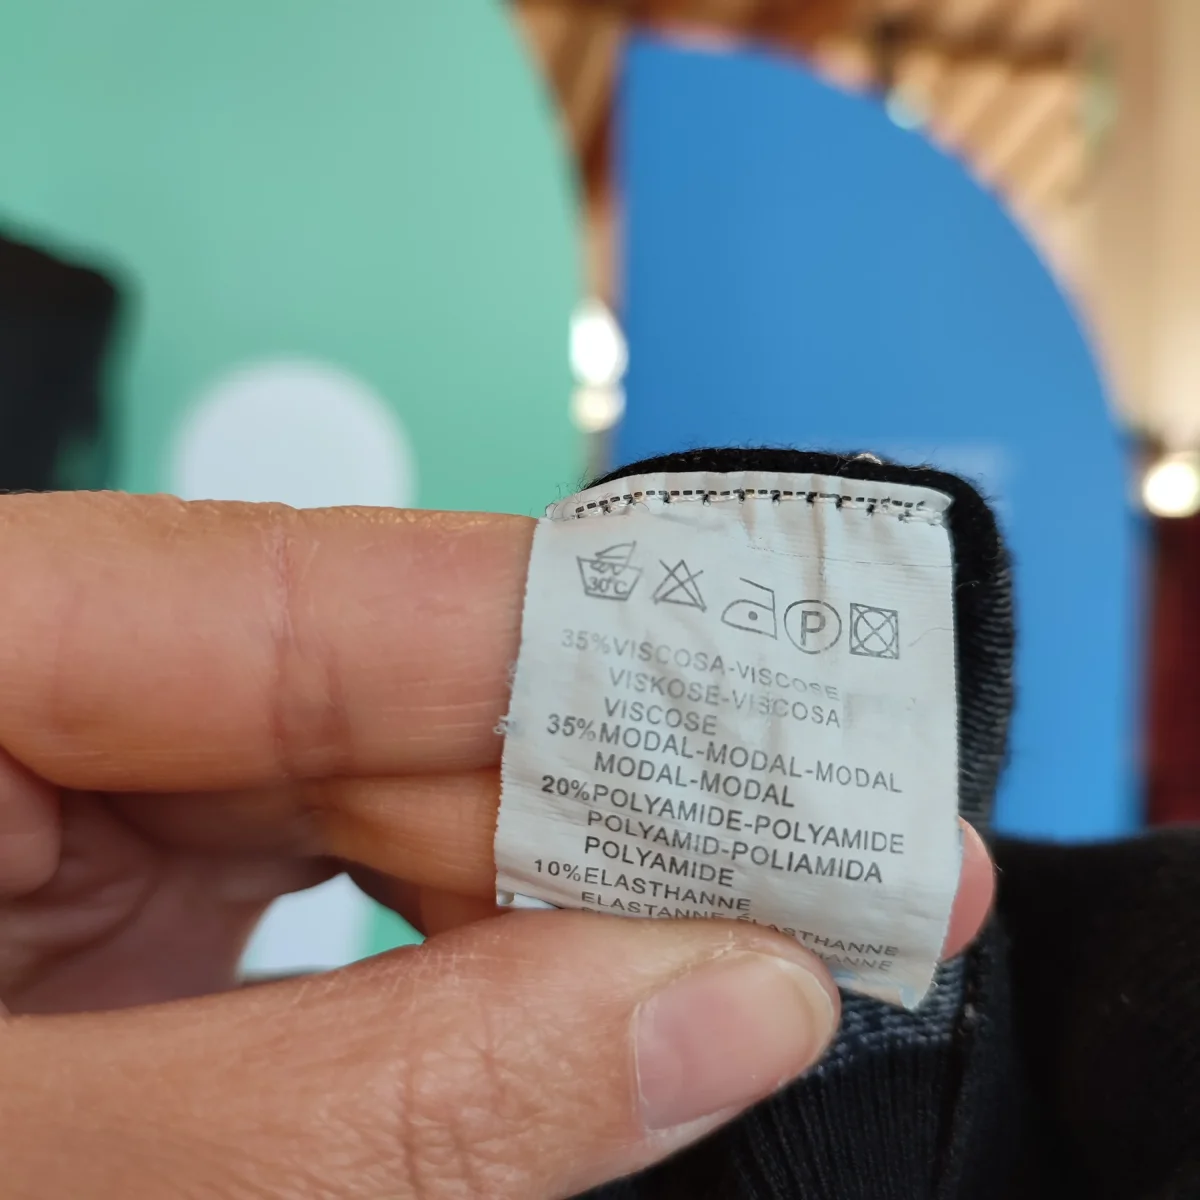 30°C
P
35%VISCOSA-VISCOSE
VISKOSE-VISCOSA
VISCOSE
35%MODAL-MODAL-MODAL
MODAL-MODAL
20%POLYAMIDE-POLYAMIDE
POLYAMID-POLIAMIDA
POLYAMIDE
10%ELASTHANNE
ELASTANNE-ÉLASTHANNE